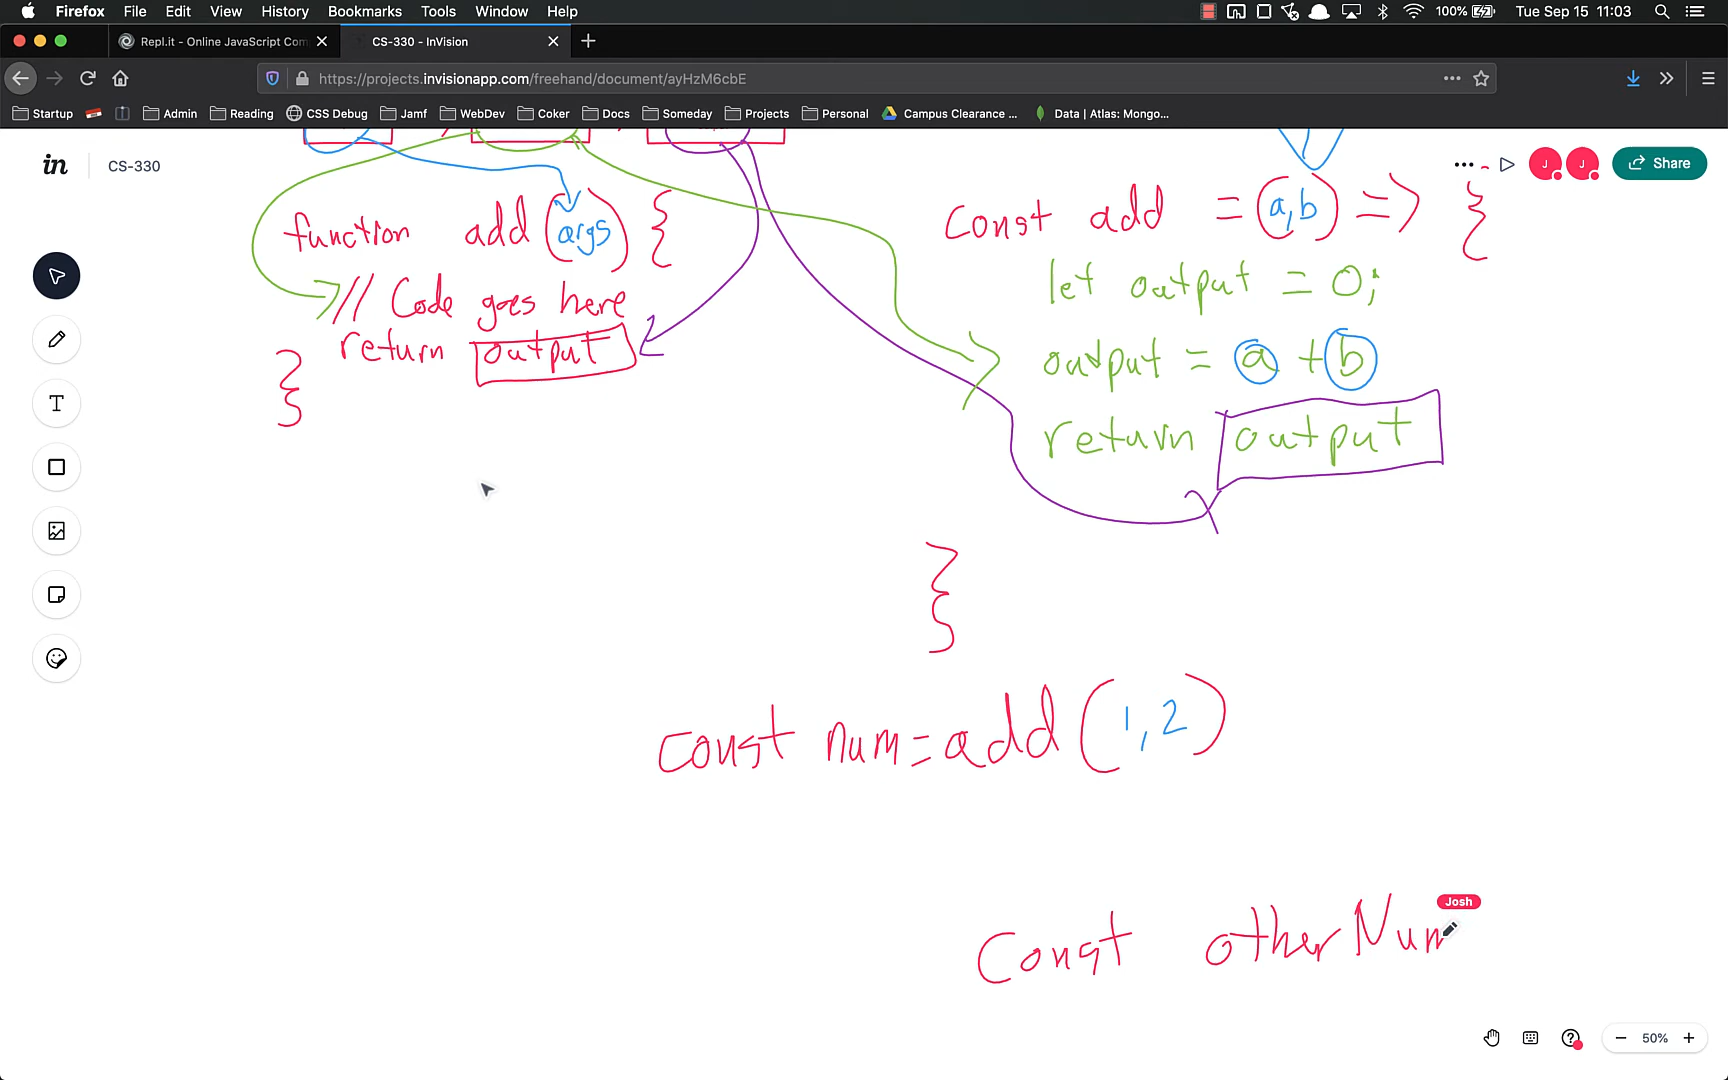 Firefox File Edit View History Bookmarks Tools Window Help 100% Tue Sep 15 11:03
Repl.it - Online JavaScript Com
CS-330 - InVision
https://projects.invisionapp.com/freehand/document/ayHzM6cbE
Startup Admin Reading CSS Debug Jamf WebDev Coker Docs Someday Projects Personal Campus Clearance ... Data | Atlas: Mongo...
in CS-330 J J Share
function add (args) {
// Code goes here
return output
}
const add = (a,b) => {
let output = 0;
output = a + b
return output
}
const num = add (1,2)
Josh
Const otherNum
T
50%